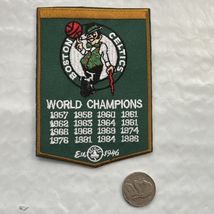 BOSTON CELTICS
WORLD CHAMPIONS
1957 1959 1960 1961
1962 1963 1964 1965
1966 1968 1969 1974
1976 1981 1984 1986
Est. 1946